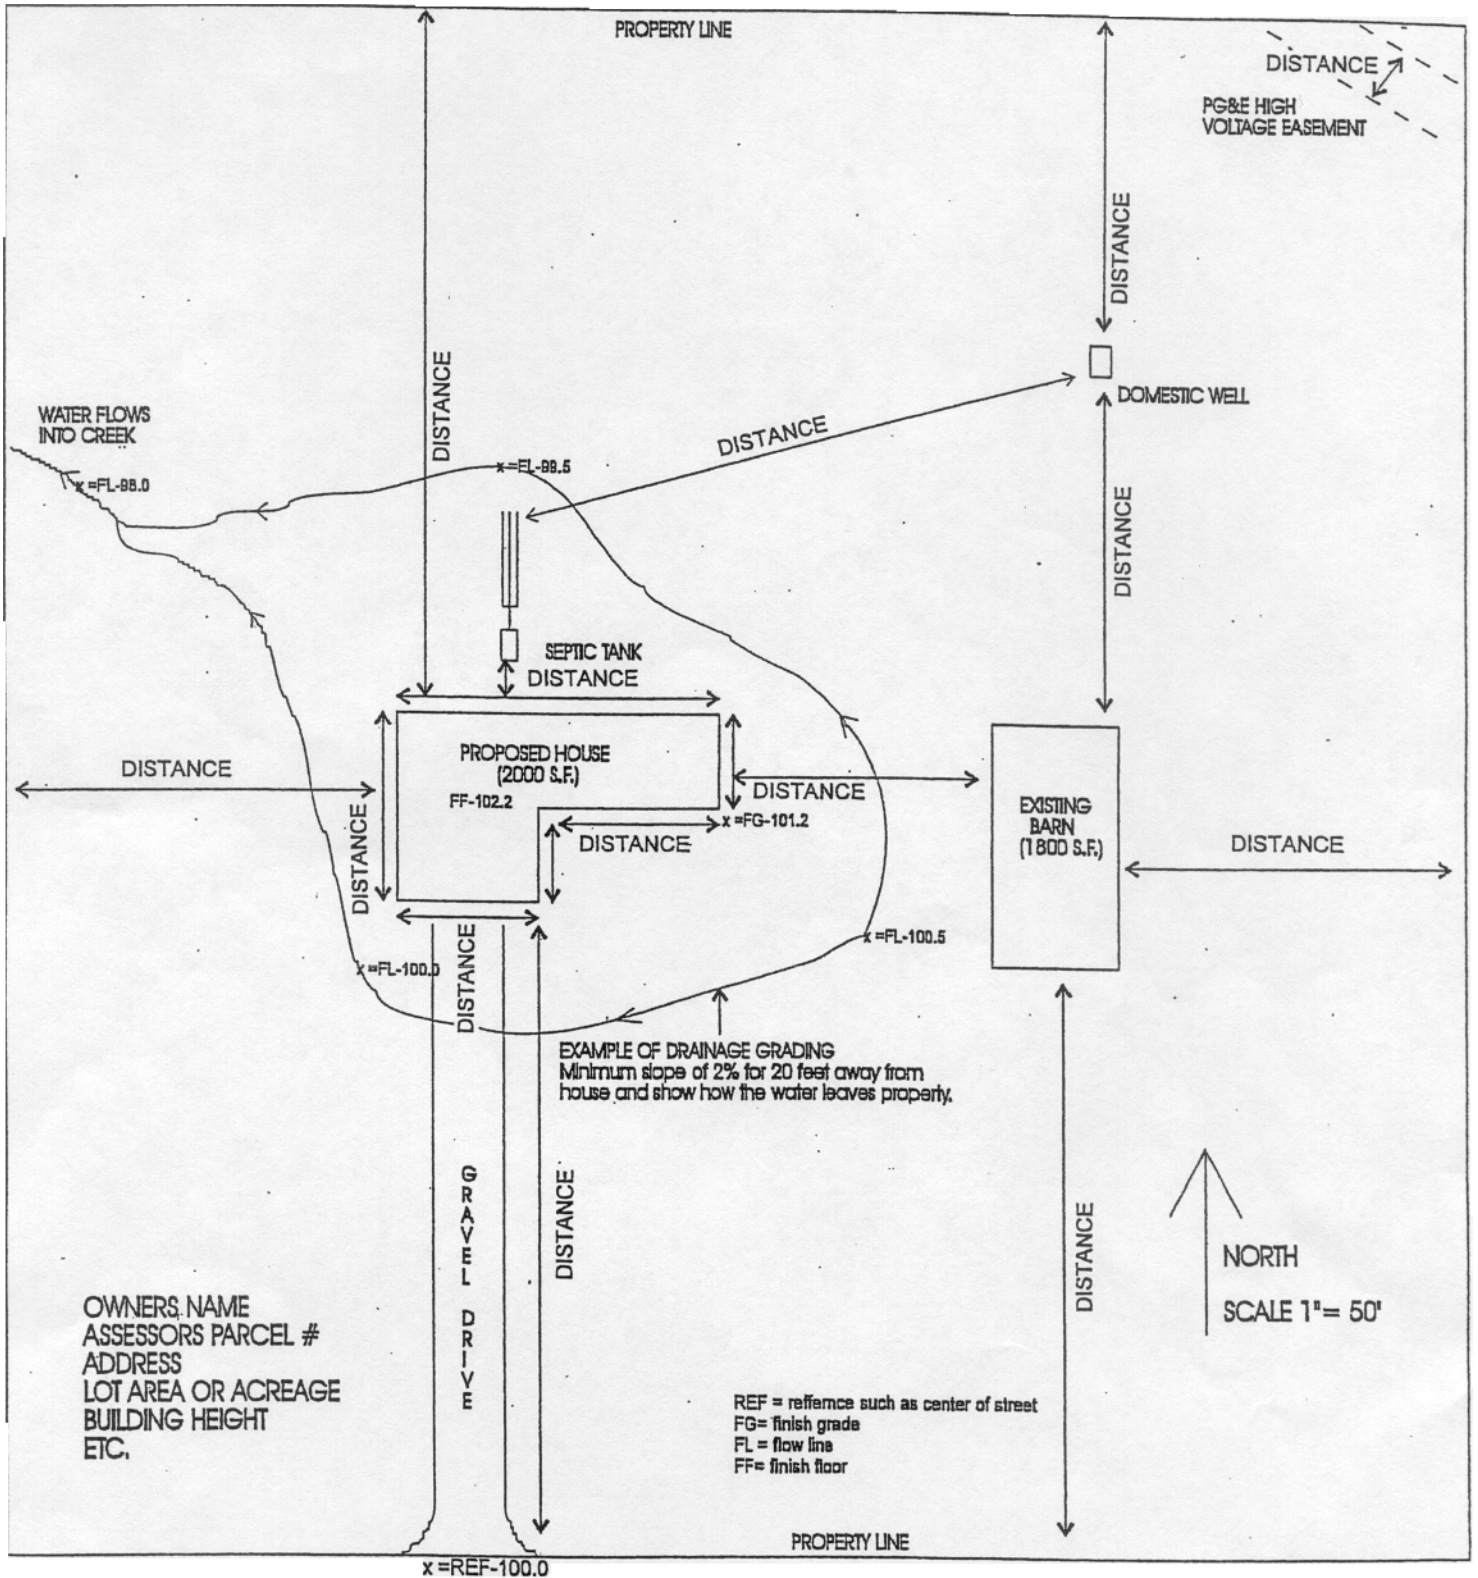 PROPERTY LINE
DISTANCE
PG&E HIGH
VOLTAGE EASEMENT
DISTANCE
DISTANCE
DOMESTIC WELL
WATER FLOWS
INTO CREEK
DISTANCE
x =FL-99.5
x =FL-98.0
DISTANCE
SEPTIC TANK
DISTANCE
PROPOSED HOUSE
(2000 S.F.)
FF-102.2
DISTANCE
DISTANCE
DISTANCE
x =FG-101.2
DISTANCE
DISTANCE
EXISTING
BARN
(1800 S.F.)
DISTANCE
x =FL-100.5
x =FL-100.0
DISTANCE
EXAMPLE OF DRAINAGE GRADING
Minimum slope of 2% for 20 feet away from
house and show how the water leaves property.
GRAVEL DRIVE
DISTANCE
DISTANCE
NORTH
SCALE 1"= 50'
OWNERS NAME
ASSESSORS PARCEL #
ADDRESS
LOT AREA OR ACREAGE
BUILDING HEIGHT
ETC.
REF = reffernce such as center of street
FG= finish grade
FL = flow line
FF= finish floor
PROPERTY LINE
x =REF-100.0